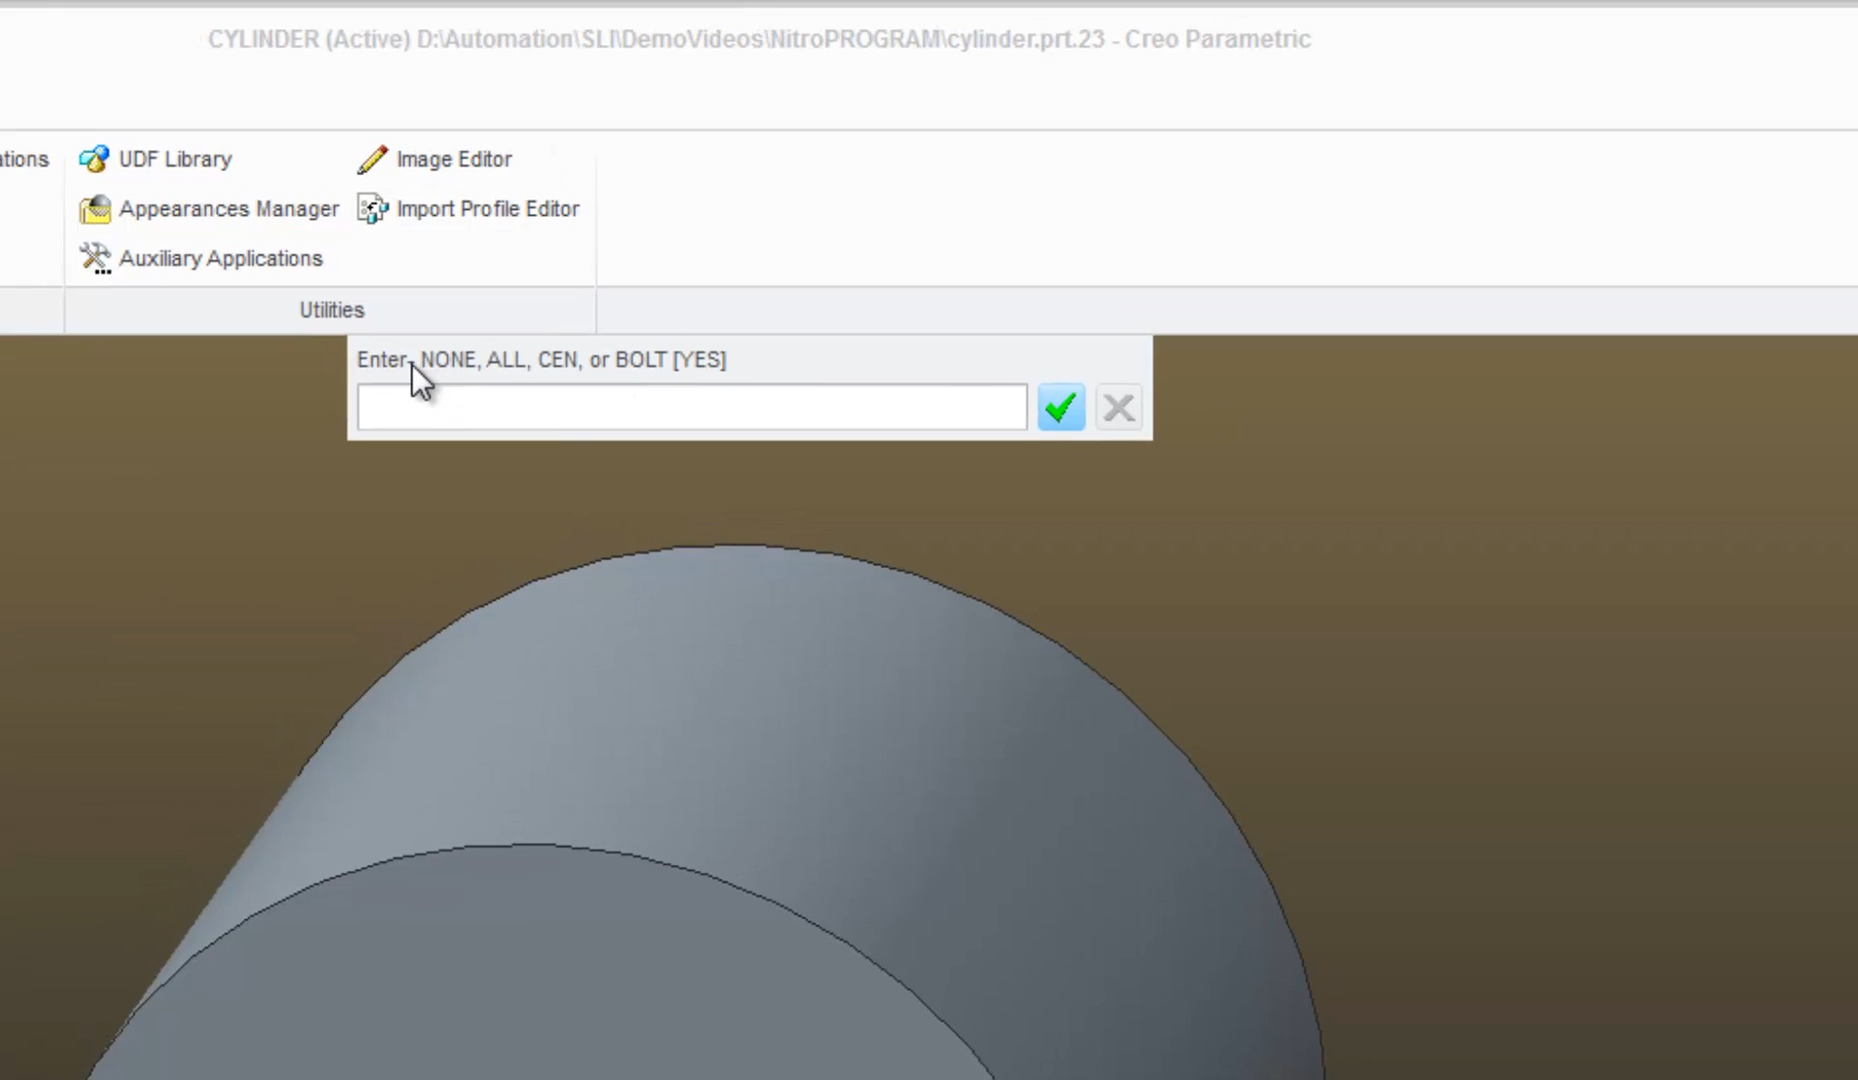 CYLINDER (Active) D:\Automation\SLI\DemoVideos\NitroPROGRAM\cylinder.prt.23 - Creo Parametric
ations UDF Library Image Editor
Appearances Manager Import Profile Editor
Auxiliary Applications
Utilities
Enter, NONE, ALL, CEN, or BOLT [YES]